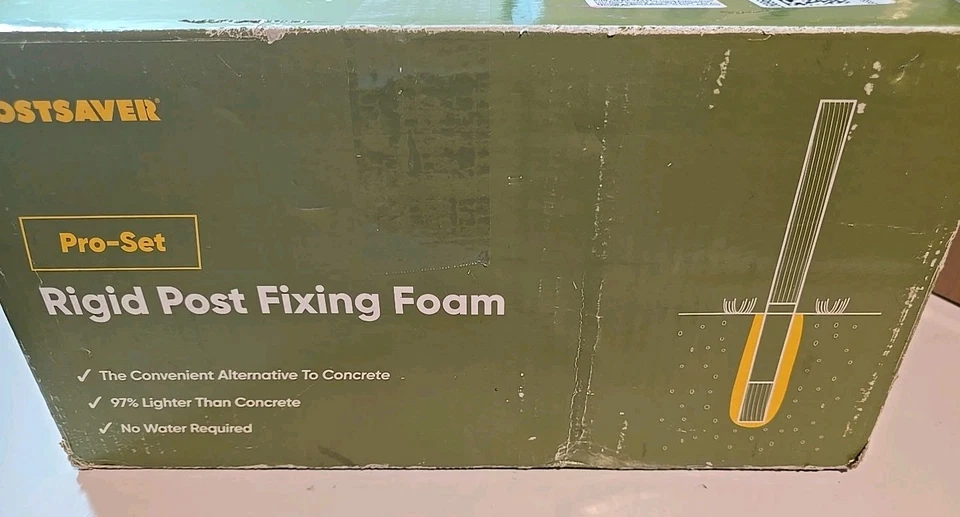 OSTSAVER®
Pro-Set
Rigid Post Fixing Foam
✓ The Convenient Alternative To Concrete
✓ 97% Lighter Than Concrete
✓ No Water Required